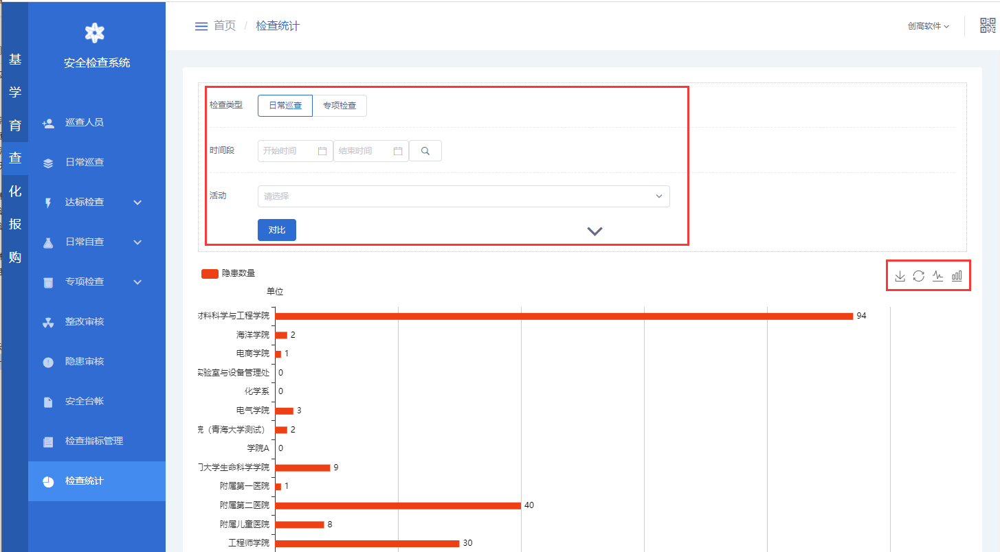 基
学
育
查
化
报
购
安全检查系统
巡查人员
日常巡查
达标检查
日常自查
专项检查
整改审核
隐患审核
安全台帐
检查指标管理
检查统计
首页 / 检查统计
创高软件
检查类型 日常巡查 专项检查
时间段 开始时间 结束时间
活动 请选择
对比
隐患数量
单位
材料科学与工程学院 94
海洋学院 2
电商学院 1
实验室与设备管理处 0
化学系 0
电气学院 3
院（青海大学测试） 2
学院A 0
门大学生命科学学院 9
附属第一医院 1
附属第二医院 40
附属儿童医院 8
工程师学院 30